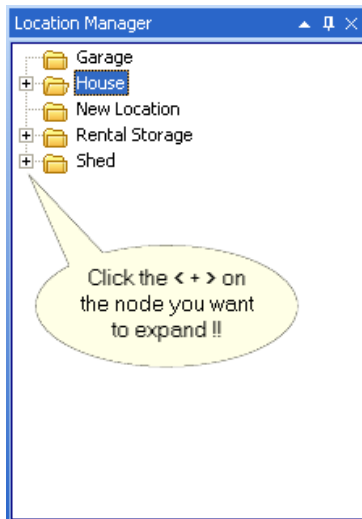 Location Manager
Garage
House
New Location
Rental Storage
Shed
Click the < + > on
the node you want
to expand !!